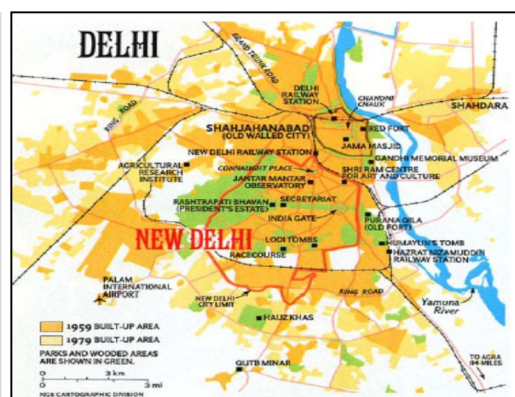 DELHI
GRAND TRUNK ROAD
DELHI
RAILWAY
STATION
CHANDNI
CHAUK
SHAHDARA
RING ROAD
SHAHJAHANABAD
(OLD WALLED CITY)
RED FORT
JAMA MASJID
NEW DELHI RAILWAY STATION
GANDHI MEMORIAL MUSEUM
AGRICULTURAL
RESEARCH
INSTITUTE
CONNAUGHT PLACE
JANTAR MANTAR
OBSERVATORY
SHRI RAM CENTRE
FOR ART AND CULTURE
RASHTRAPATI BHAVAN
(PRESIDENT'S ESTATE)
SECRETARIAT
INDIA GATE
PURANA QILA
(OLD FORT)
NEW DELHI
LODI TOMBS
RACECOURSE
HUMAYUN'S TOMB
HAZRAT NIZAMUDDIN
RAILWAY STATION
PALAM
INTERNATIONAL
AIRPORT
NEW DELHI
CITY LIMIT
RING ROAD
Yamuna
River
HAUZ KHAS
1959 BUILT-UP AREA
1979 BUILT-UP AREA
PARKS AND WOODED AREAS
ARE SHOWN IN GREEN.
QUTB MINAR
TO AGRA
114 MILES
0 3 km
0 3 mi
NGS CARTOGRAPHIC DIVISION